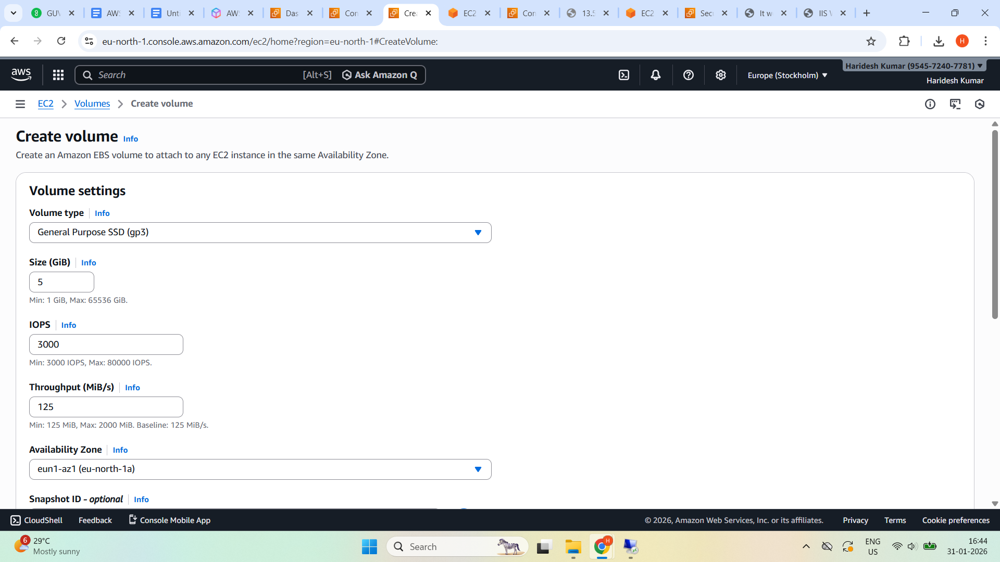 GUV
AWS
Unti
AWS
Das
Con
Crea
EC2
Con
13.5
EC2
Secu
It w
IIS V
eu-north-1.console.aws.amazon.com/ec2/home?region=eu-north-1#CreateVolume:
H
aws
Search
[Alt+S]
Ask Amazon Q
Europe (Stockholm)
Haridesh Kumar (9545-7240-7781)
Haridesh Kumar
EC2
Volumes
Create volume
Create volume Info
Create an Amazon EBS volume to attach to any EC2 instance in the same Availability Zone.
Volume settings
Volume type Info
General Purpose SSD (gp3)
Size (GiB) Info
5
Min: 1 GiB, Max: 65536 GiB.
IOPS Info
3000
Min: 3000 IOPS, Max: 80000 IOPS.
Throughput (MiB/s) Info
125
Min: 125 MiB, Max: 2000 MiB. Baseline: 125 MiB/s.
Availability Zone Info
eun1-az1 (eu-north-1a)
Snapshot ID - optional Info
CloudShell Feedback Console Mobile App
© 2026, Amazon Web Services, Inc. or its affiliates. Privacy Terms Cookie preferences
6
29°C
Mostly sunny
Search
H
ENG
US
16:44
31-01-2026